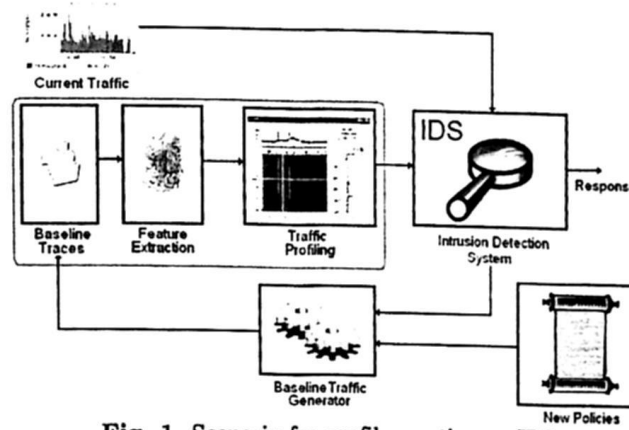 Current Traffic
IDS
Baseline
Traces
Feature
Extraction
Traffic
Profiling
Intrusion Detection
System
Respons
Baseline Traffic
Generator
New Policies
Fig. 1.